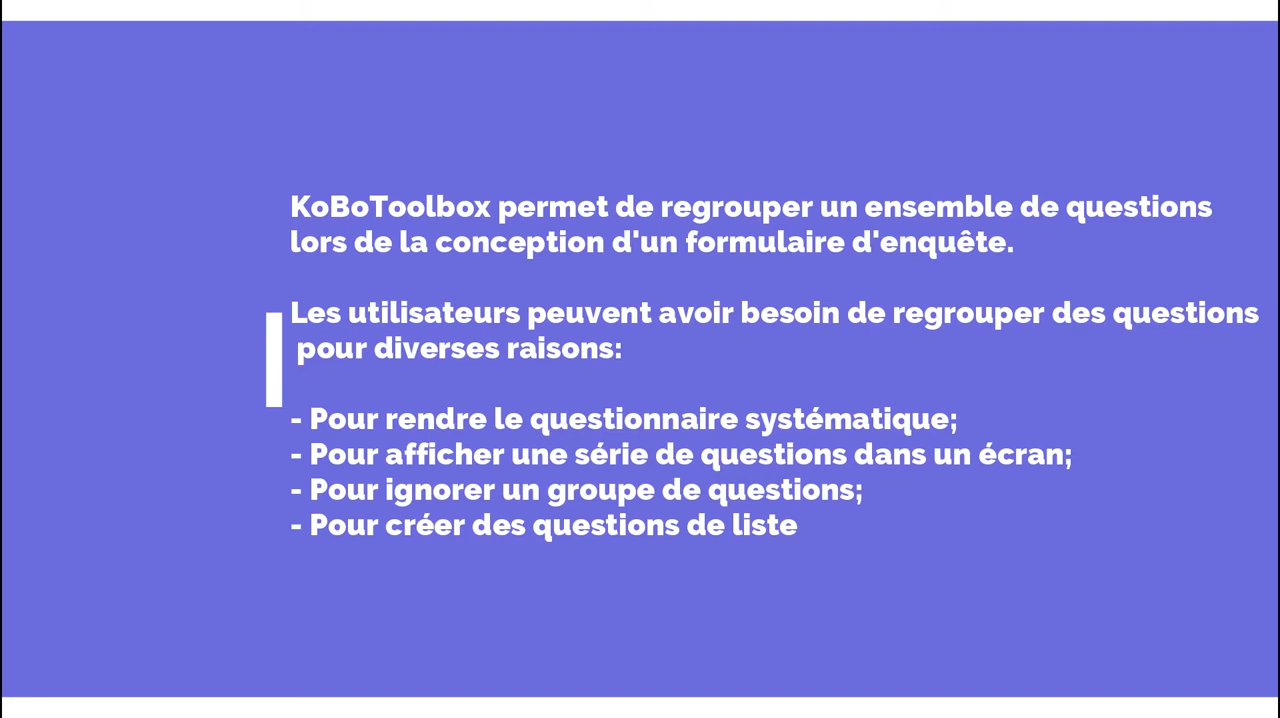 KoBoToolbox permet de regrouper un ensemble de questions
lors de la conception d'un formulaire d'enquête.
Les utilisateurs peuvent avoir besoin de regrouper des questions
pour diverses raisons:
- Pour rendre le questionnaire systématique;
- Pour afficher une série de questions dans un écran;
- Pour ignorer un groupe de questions;
- Pour créer des questions de liste